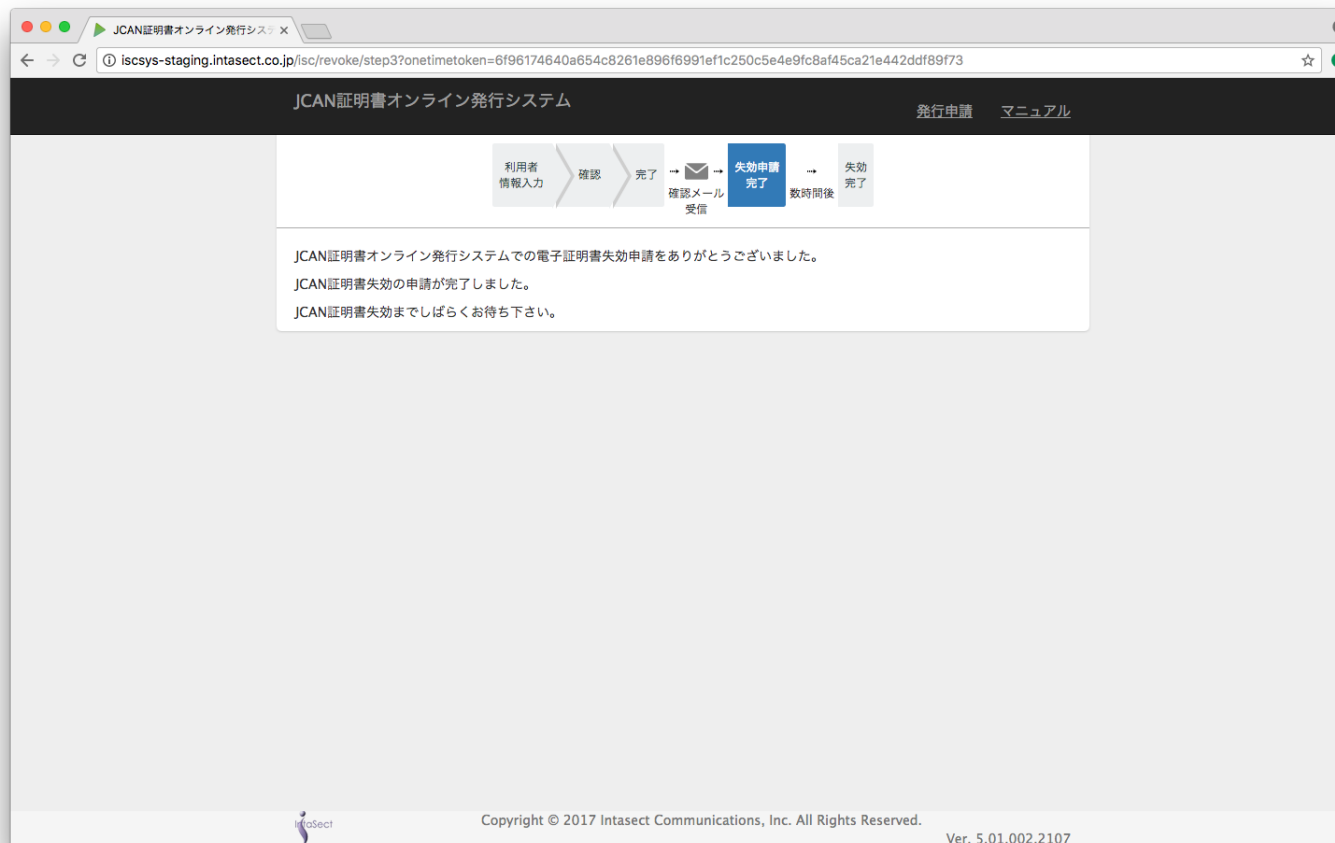 JCAN証明書オンライン発行システ
iscsys-staging.intasect.co.jp/isc/revoke/step3?onetimetoken=6f96174640a654c8261e896f6991ef1c250c5e4e9fc8af45ca21e442ddf89f73
JCAN証明書オンライン発行システム
発行申請
マニュアル
利用者
情報入力
確認
完了
確認メール
受信
失効申請
完了
数時間後
失効
完了
JCAN証明書オンライン発行システムでの電子証明書失効申請をありがとうございました。
JCAN証明書失効の申請が完了しました。
JCAN証明書失効までしばらくお待ち下さい。
IntaSect
Copyright © 2017 Intasect Communications, Inc. All Rights Reserved.
Ver. 5.01.002.2107